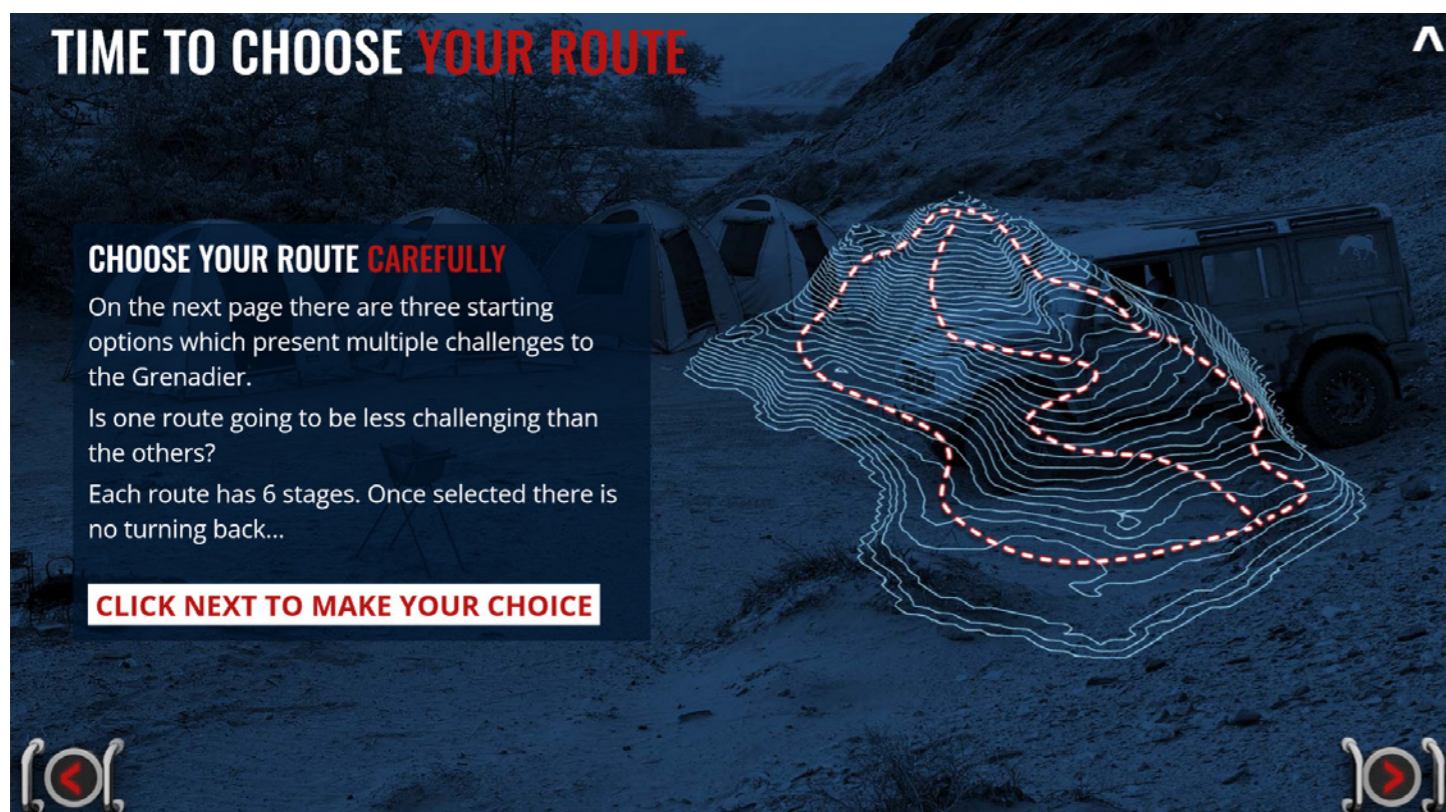 TIME TO CHOOSE YOUR ROUTE
CHOOSE YOUR ROUTE CAREFULLY
On the next page there are three starting
options which present multiple challenges to
the Grenadier.
Is one route going to be less challenging than
the others?
Each route has 6 stages. Once selected there is
no turning back...
CLICK NEXT TO MAKE YOUR CHOICE